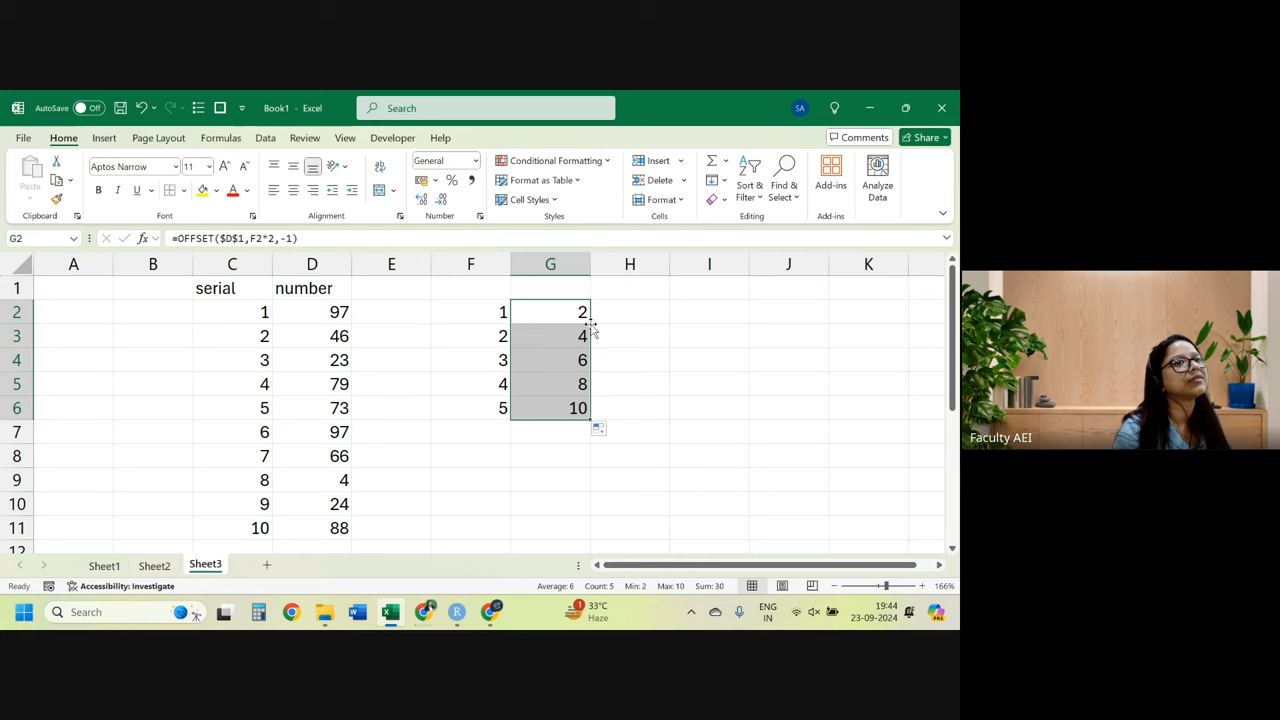 AutoSave Off Book1 - Excel Search SA
File Home Insert Page Layout Formulas Data Review View Developer Help Comments Share
Paste
Aptos Narrow 11
B I U
General
Conditional Formatting
Format as Table
Cell Styles
Insert
Delete
Format
Sort & Filter
Find & Select
Add-ins
Analyze Data
Clipboard Font Alignment Number Styles Cells Editing Add-ins
G2 fx =OFFSET($D$1,F2*2,-1)
A B C D E F G H I J K
1 serial number
2 1 97 1 2
3 2 46 2 4
4 3 23 3 6
5 4 79 4 8
6 5 73 5 10
7 6 97
8 7 66
9 8 4
10 9 24
11 10 88
12
Sheet1 Sheet2 Sheet3
Ready Accessibility: Investigate Average: 6 Count: 5 Min: 2 Max: 10 Sum: 30 166%
Search 33°C Haze ENG IN 19:44 23-09-2024
Faculty AEI